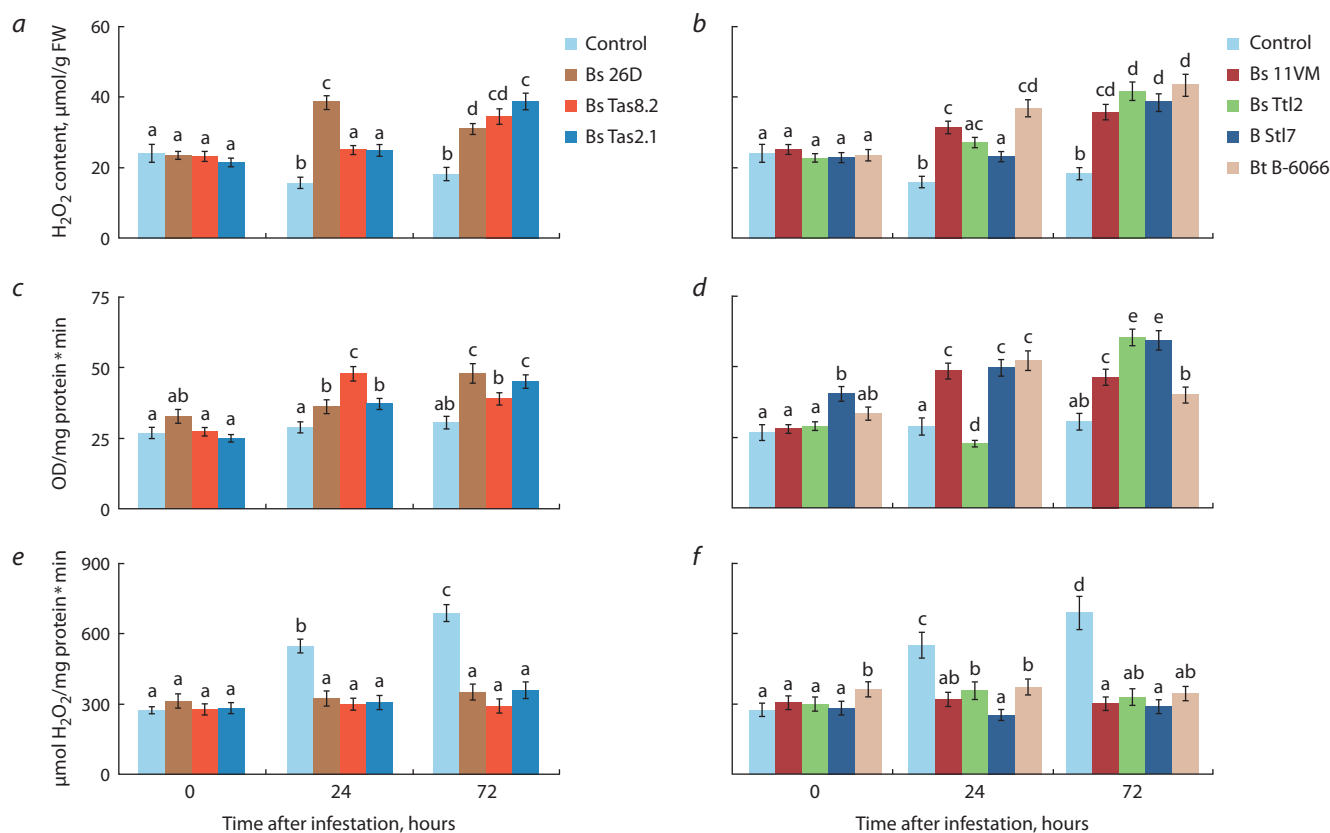 a
H₂O₂ content, µmol/g FW
60
40
20
0
a a a a
b c a a
b d cd c
Control
Bs 26D
Bs Tas8.2
Bs Tas2.1
b
a a a a a
b c ac a cd
b cd d d d
Control
Bs 11VM
Bs Ttl2
B Stl7
Bt B-6066
c
OD/mg protein * min
75
50
25
0
a ab a a
a b c b
ab c b c
d
a a a b ab
a c d c c
ab c e e b
e
µmol H₂O₂/mg protein * min
900
600
300
0
a a a a
b a a a
c a a a
0 24 72
Time after infestation, hours
f
a a a a b
c ab b a b
d a ab a ab
0 24 72
Time after infestation, hours